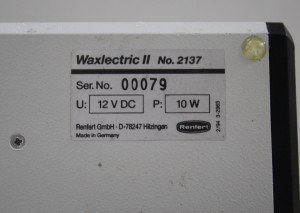 Waxlectric II No. 2137
Ser. No. 00079
U: 12 V DC P: 10 W
Renfert GmbH · D-78247 Hilzingen
Made in Germany
Renfert